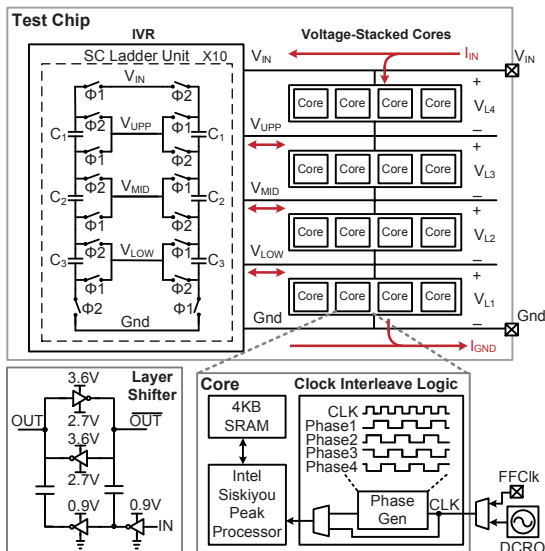 Test Chip
IVR
Voltage-Stacked Cores
SC Ladder Unit X10
V_IN
I_IN
V_IN
V_IN
Φ1
Φ2
Core Core Core Core
+
V_L4
–
C1
Φ2
V_UPP
Φ1
C1
V_UPP
Φ1
Φ2
Core Core Core Core
+
V_L3
–
C2
Φ2
V_MID
Φ1
C2
V_MID
Φ1
Φ2
Core Core Core Core
+
V_L2
–
C3
Φ2
V_LOW
Φ1
C3
V_LOW
Φ1
Φ2
Core Core Core Core
+
V_L1
–
Φ2
Gnd
Φ1
Gnd
Gnd
I_GND
Layer
Shifter
3.6V
OUT
2.7V
OUT
3.6V
2.7V
0.9V
0.9V
IN
Core
4KB
SRAM
Intel
Siskiyou
Peak
Processor
Clock Interleave Logic
CLK
Phase1
Phase2
Phase3
Phase4
Phase
Gen
CLK
FFClk
DCRO